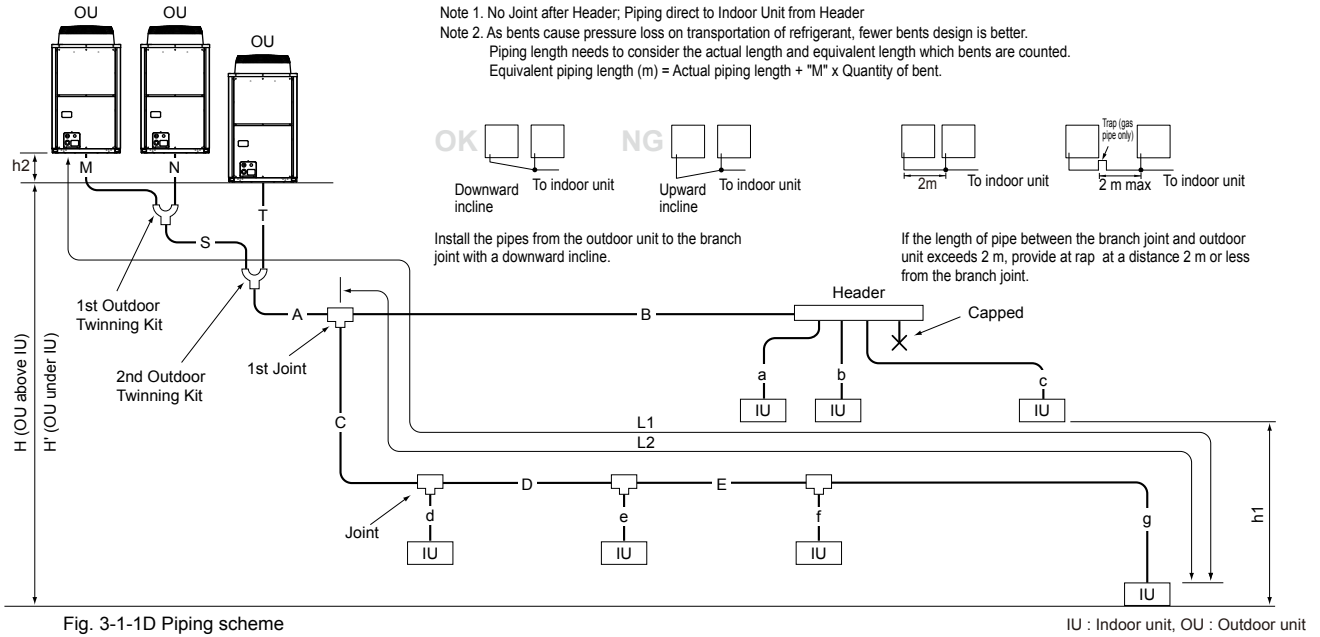 OU
OU
OU
Note 1. No Joint after Header; Piping direct to Indoor Unit from Header
Note 2. As bents cause pressure loss on transportation of refrigerant, fewer bents design is better.
Piping length needs to consider the actual length and equivalent length which bents are counted.
Equivalent piping length (m) = Actual piping length + "M" x Quantity of bent.
OK
Downward
incline
To indoor unit
NG
Upward
incline
To indoor unit
2m
To indoor unit
Trap (gas
pipe only)
2 m max
To indoor unit
Install the pipes from the outdoor unit to the branch
joint with a downward incline.
If the length of pipe between the branch joint and outdoor
unit exceeds 2 m, provide at rap at a distance 2 m or less
from the branch joint.
h2
M
N
T
S
1st Outdoor
Twinning Kit
2nd Outdoor
Twinning Kit
A
1st Joint
B
Header
Capped
a
b
c
IU
IU
IU
H (OU above IU)
H' (OU under IU)
C
L1
L2
h1
D
E
Joint
d
e
f
g
IU
IU
IU
IU
Fig. 3-1-1D Piping scheme
IU : Indoor unit, OU : Outdoor unit